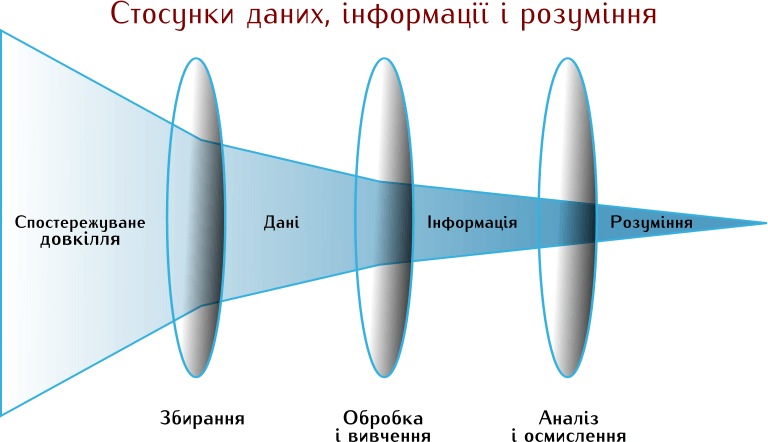 Стосунки даних, інформації і розуміння
Спостережуване
довкілля
Дані
Інформація
Розуміння
Збирання
Обробка
і вивчення
Аналіз
і осмислення